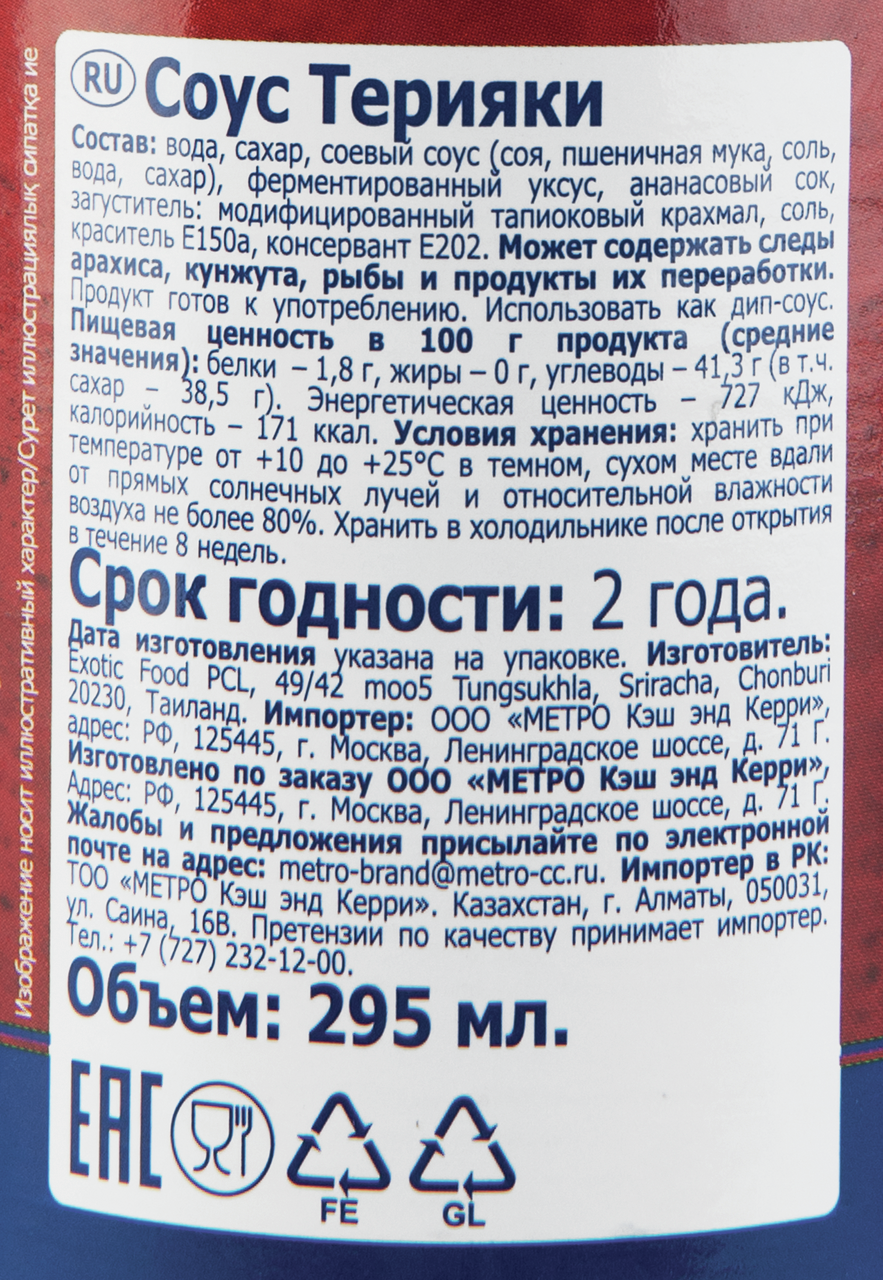 RU Соус Терияки
Состав: вода, сахар, соевый соус (соя, пшеничная мука, соль,
вода, сахар), ферментированный уксус, ананасовый сок,
загуститель: модифицированный тапиоковый крахмал, соль,
краситель Е150а, консервант Е202. Может содержать следы
арахиса, кунжута, рыбы и продукты их переработки.
Продукт готов к употреблению. Использовать как дип-соус.
Пищевая ценность в 100 г продукта (средние
значения): белки – 1,8 г, жиры – 0 г, углеводы – 41,3 г (в т.ч.
сахар – 38,5 г). Энергетическая ценность – 727 кДж,
калорийность – 171 ккал. Условия хранения: хранить при
температуре от +10 до +25°С в темном, сухом месте вдали
от прямых солнечных лучей и относительной влажности
воздуха не более 80%. Хранить в холодильнике после открытия
в течение 8 недель.
Срок годности: 2 года.
Дата изготовления указана на упаковке. Изготовитель:
Exotic Food PCL, 49/42 moo5 Tungsukhla, Sriracha, Chonburi
20230, Таиланд. Импортер: ООО «МЕТРО Кэш энд Керри»,
адрес: РФ, 125445, г. Москва, Ленинградское шоссе, д. 71 Г.
Изготовлено по заказу ООО «МЕТРО Кэш энд Керри»,
Адрес: РФ, 125445, г. Москва, Ленинградское шоссе, д. 71 Г.
Жалобы и предложения присылайте по электронной
почте на адрес: metro-brand@metro-cc.ru. Импортер в РК:
ТОО «МЕТРО Кэш энд Керри». Казахстан, г. Алматы, 050031,
ул. Саина, 16В. Претензии по качеству принимает импортер.
Тел.: +7 (727) 232-12-00.
Объем: 295 мл.
EAC
FE GL
Изображение носит иллюстративный характер/Сурет иллюстрациялық сипатқа ие